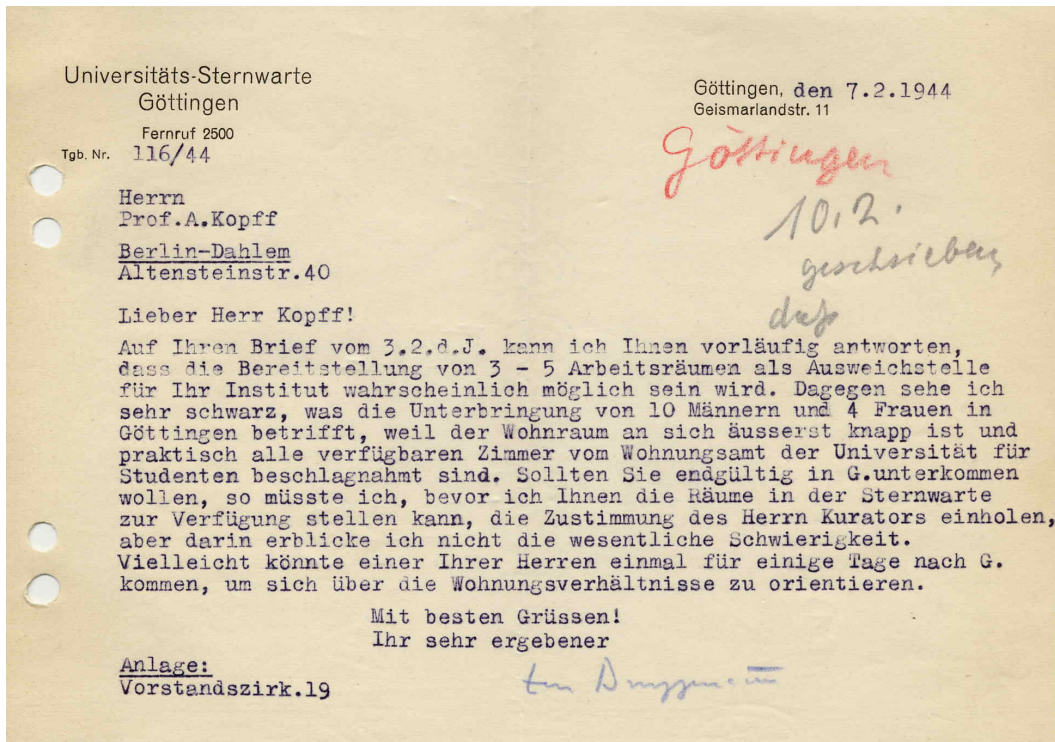 Universitäts-Sternwarte
Göttingen
Fernruf 2500
Tgb. Nr. 116/44
Göttingen, den 7.2.1944
Geismarlandstr. 11
Göttingen
10.2.
geschrieben
Herrn
Prof.A.Kopff
Berlin-Dahlem
Altensteinstr.40
Lieber Herr Kopff!
Auf Ihren Brief vom 3.2.d.J. kann ich Ihnen vorläufig antworten,
dass die Bereitstellung von 3 - 5 Arbeitsräumen als Ausweichstelle
für Ihr Institut wahrscheinlich möglich sein wird. Dagegen sehe ich
sehr schwarz, was die Unterbringung von 10 Männern und 4 Frauen in
Göttingen betrifft, weil der Wohnraum an sich äusserst knapp ist und
praktisch alle verfügbaren Zimmer vom Wohnungsamt der Universität für
Studenten beschlagnahmt sind. Sollten Sie endgültig in G.unterkommen
wollen, so müsste ich, bevor ich Ihnen die Räume in der Sternwarte
zur Verfügung stellen kann, die Zustimmung des Herrn Kurators einholen,
aber darin erblicke ich nicht die wesentliche Schwierigkeit.
Vielleicht könnte einer Ihrer Herren einmal für einige Tage nach G.
kommen, um sich über die Wohnungsverhältnisse zu orientieren.
Mit besten Grüssen!
Ihr sehr ergebener
Anlage:
Vorstandszirk.19